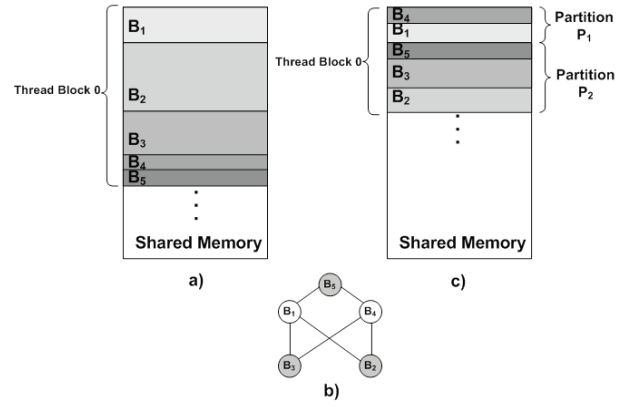 B1
B2
B3
B4
B5
Thread Block 0
Shared Memory
a)
B4
B1
B5
B3
B2
Thread Block 0
Partition
P1
Partition
P2
Shared Memory
c)
B5
B1
B4
B3
B2
b)